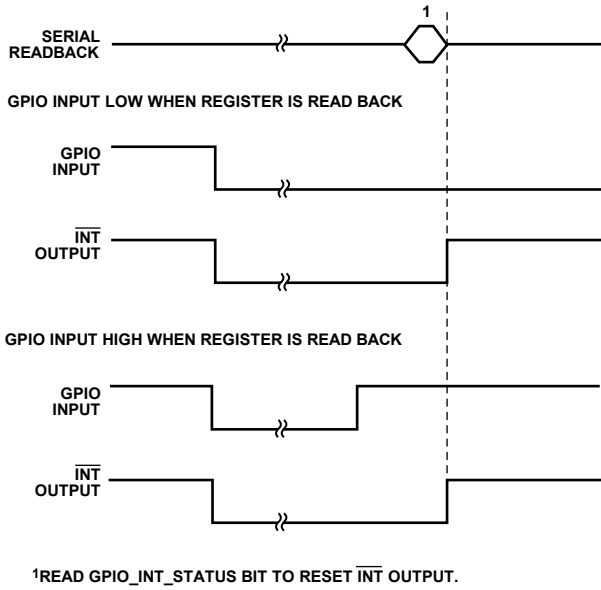 1
SERIAL
READBACK
GPIO INPUT LOW WHEN REGISTER IS READ BACK
GPIO
INPUT
INT
OUTPUT
GPIO INPUT HIGH WHEN REGISTER IS READ BACK
GPIO
INPUT
INT
OUTPUT
1READ GPIO_INT_STATUS BIT TO RESET INT OUTPUT.